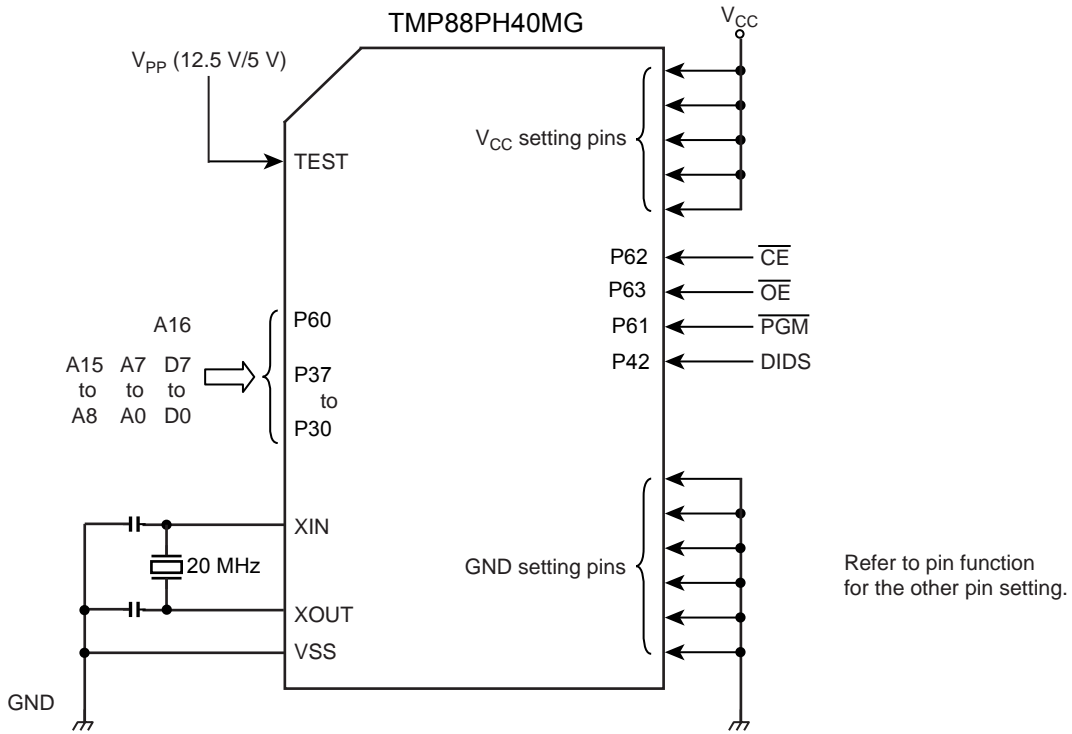 TMP88PH40MG
VCC
VPP (12.5 V/5 V)
VCC setting pins
TEST
P62
CE
P63
OE
P61
PGM
P42
DIDS
A16
P60
A15 A7 D7
to to to
A8 A0 D0
P37
to
P30
XIN
20 MHz
XOUT
VSS
GND
GND setting pins
Refer to pin function
for the other pin setting.